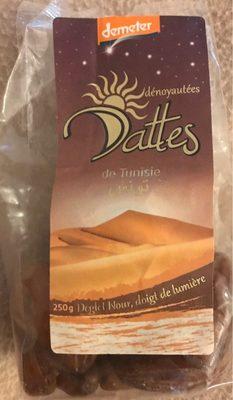 demeter
dénoyautées
Dattes
de Tunisie
250g Deglet Nour, doigt de lumière